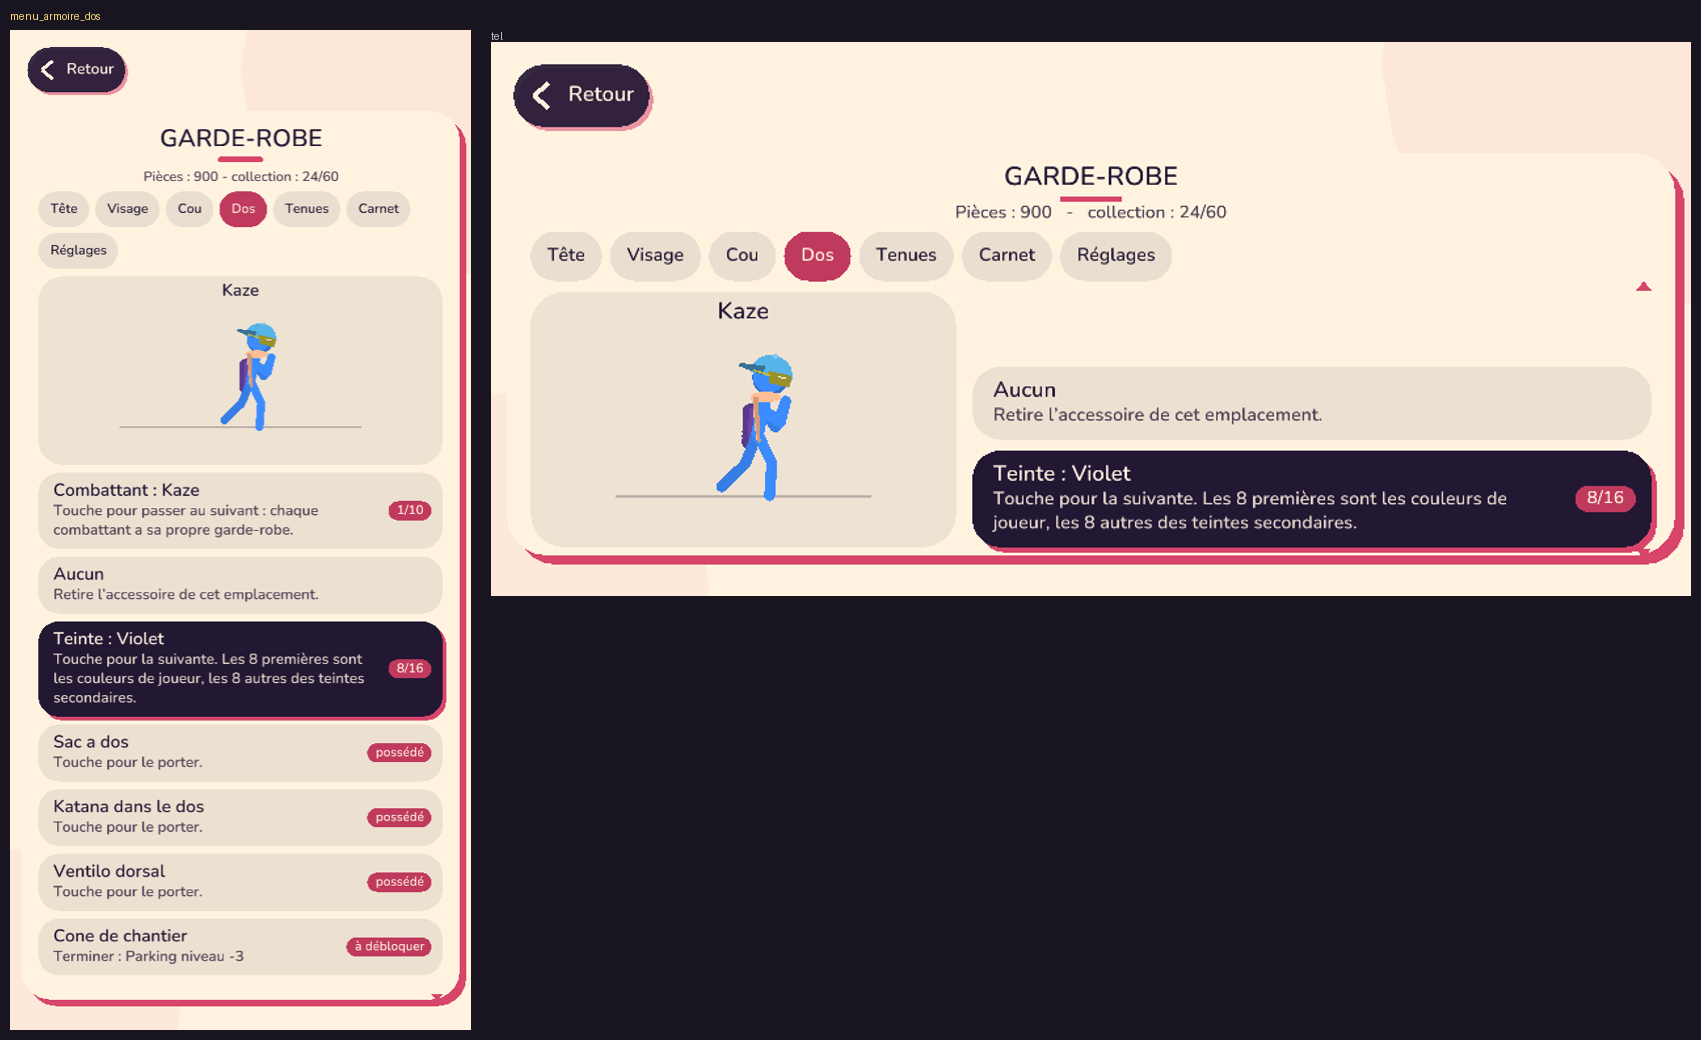 menu_armoire_dos
Retour
GARDE-ROBE
Pièces : 900 - collection : 24/60
Tête
Visage
Cou
Dos
Tenues
Carnet
Réglages
Kaze
Combattant : Kaze
Touche pour passer au suivant : chaque
combattant a sa propre garde-robe.
1/10
Aucun
Retire l’accessoire de cet emplacement.
Teinte : Violet
Touche pour la suivante. Les 8 premières sont
les couleurs de joueur, les 8 autres des teintes
secondaires.
8/16
Sac a dos
Touche pour le porter.
possédé
Katana dans le dos
Touche pour le porter.
possédé
Ventilo dorsal
Touche pour le porter.
possédé
Cone de chantier
Terminer : Parking niveau -3
à débloquer
tel
Retour
GARDE-ROBE
Pièces : 900 - collection : 24/60
Tête
Visage
Cou
Dos
Tenues
Carnet
Réglages
Kaze
Aucun
Retire l’accessoire de cet emplacement.
Teinte : Violet
Touche pour la suivante. Les 8 premières sont les couleurs de
joueur, les 8 autres des teintes secondaires.
8/16